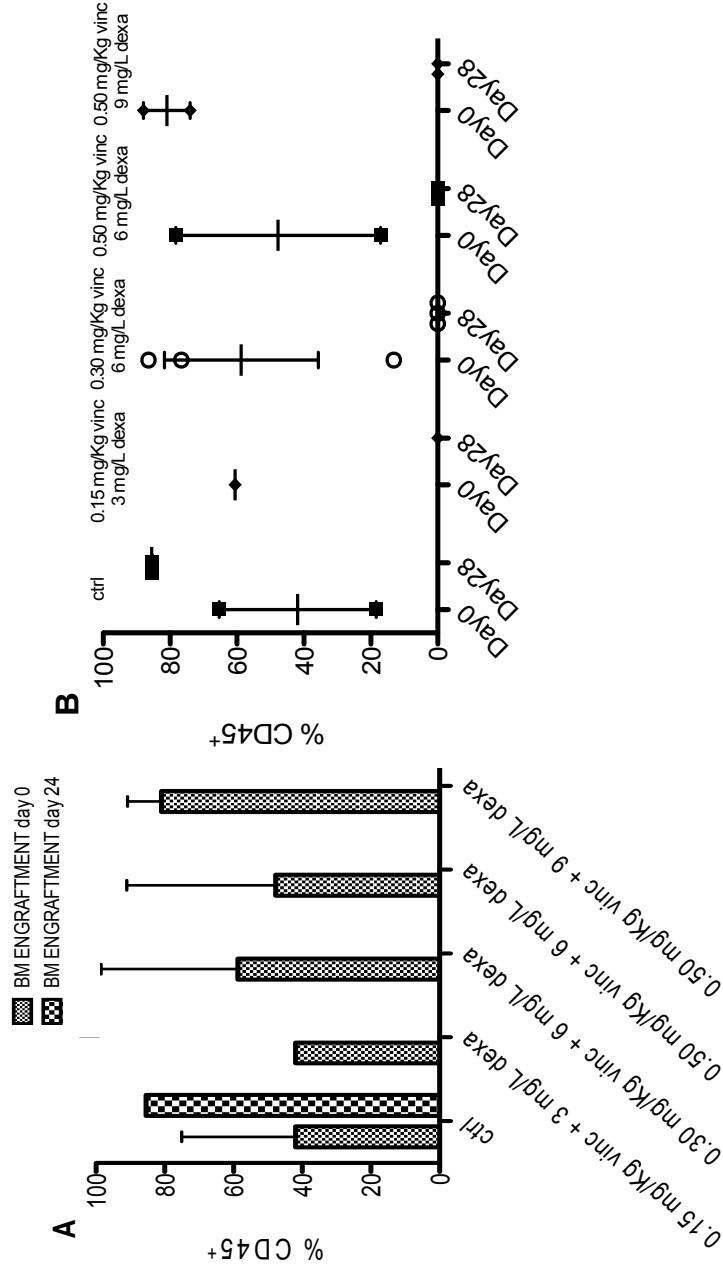 A
BM ENGRAFTMENT day 0
BM ENGRAFTMENT day 24
% CD45+
100
80
60
40
20
0
ctrl
0.15 mg/Kg vinc + 3 mg/L dexa
0.30 mg/Kg vinc + 6 mg/L dexa
0.50 mg/Kg vinc + 6 mg/L dexa
0.50 mg/Kg vinc + 9 mg/L dexa
B
% CD45+
100
80
60
40
20
0
ctrl
0.15 mg/Kg vinc
3 mg/L dexa
0.30 mg/Kg vinc
6 mg/L dexa
0.50 mg/Kg vinc
6 mg/L dexa
0.50 mg/Kg vinc
9 mg/L dexa
Day0
Day28
Day0
Day28
Day0
Day28
Day0
Day28
Day0
Day28